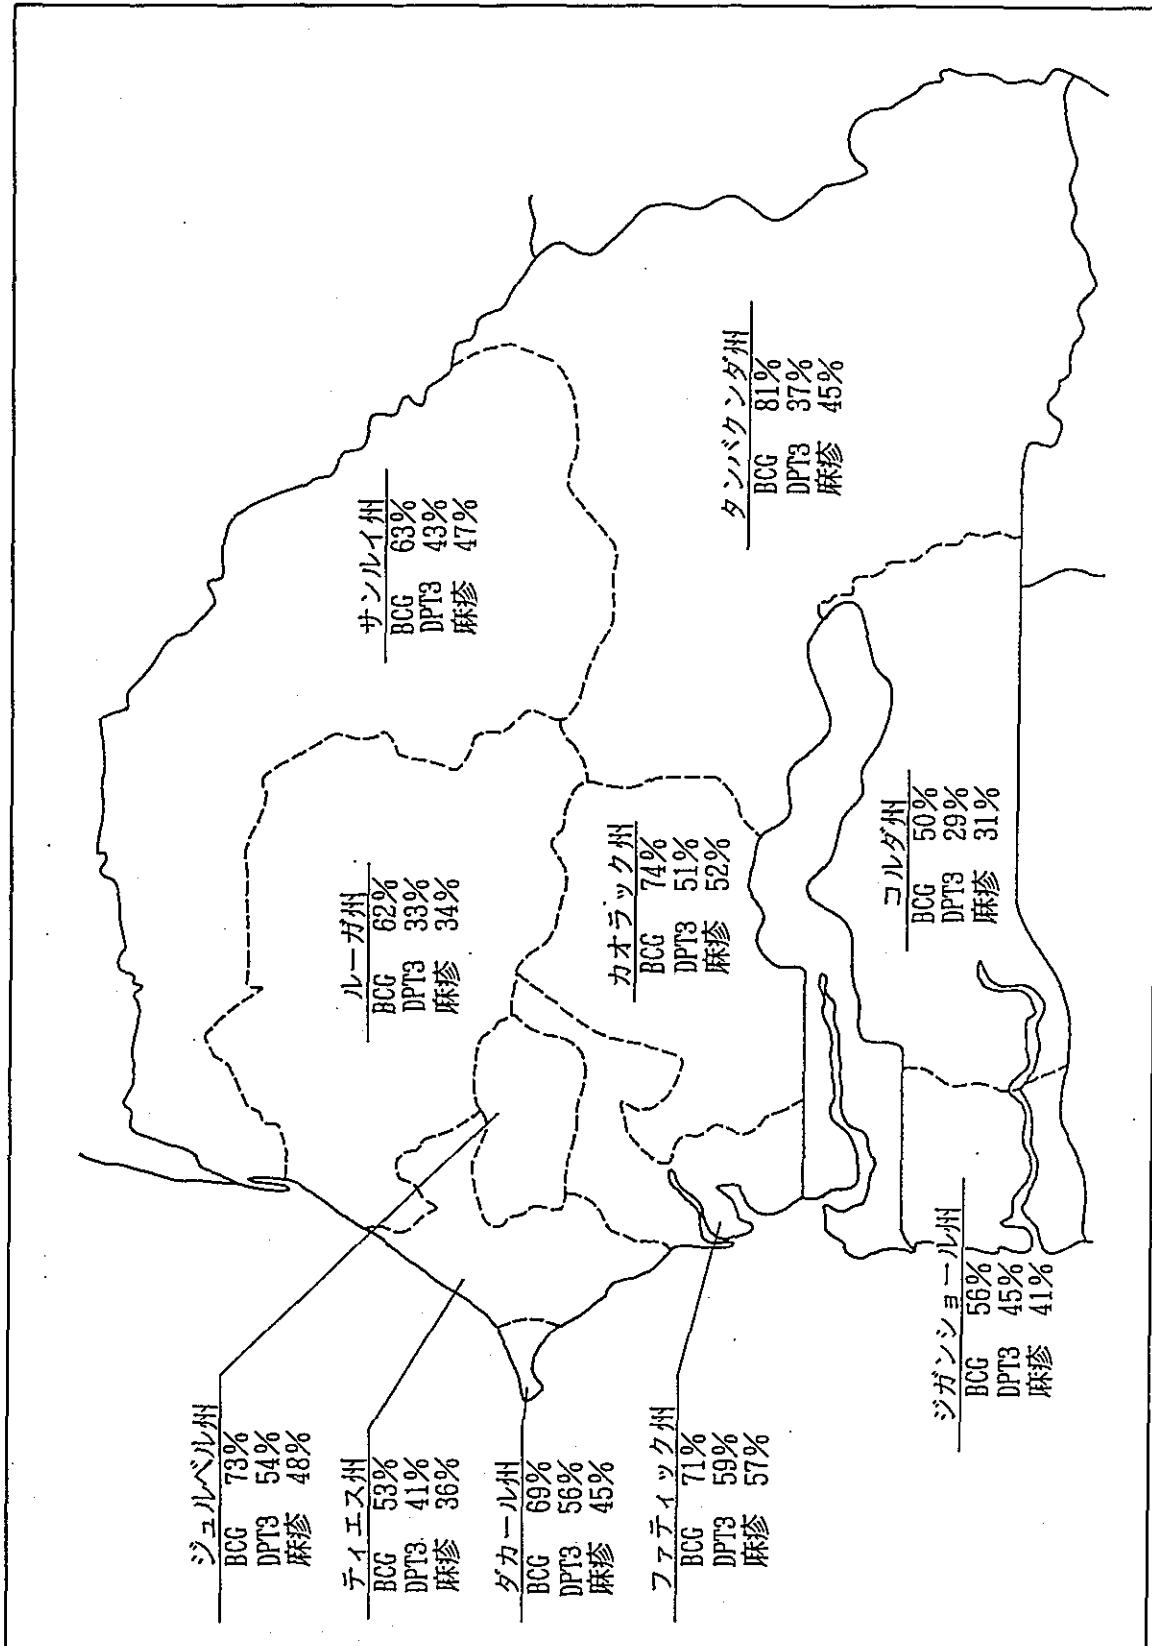 ジュルベル州
BCG 73%
DPT3 54%
麻疹 48%
ティエス州
BCG 53%
DPT3 41%
麻疹 36%
ダカール州
BCG 69%
DPT3 56%
麻疹 45%
ファティック州
BCG 71%
DPT3 59%
麻疹 57%
ジガンショール州
BCG 56%
DPT3 45%
麻疹 41%
ルーガ州
BCG 62%
DPT3 33%
麻疹 34%
カオラック州
BCG 74%
DPT3 51%
麻疹 52%
コルダ州
BCG 50%
DPT3 29%
麻疹 31%
サンルイ州
BCG 63%
DPT3 43%
麻疹 47%
タンバクンダ州
BCG 81%
DPT3 37%
麻疹 45%